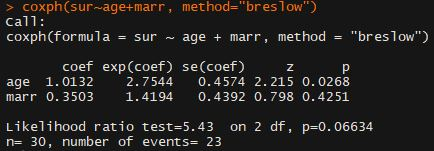 > coxph(sur~age+marr, method="breslow")
Call:
coxph(formula = sur ~ age + marr, method = "breslow")
coef exp(coef) se(coef) z p
age 1.0132 2.7544 0.4574 2.215 0.0268
marr 0.3503 1.4194 0.4392 0.798 0.4251
Likelihood ratio test=5.43 on 2 df, p=0.06634
n= 30, number of events= 23